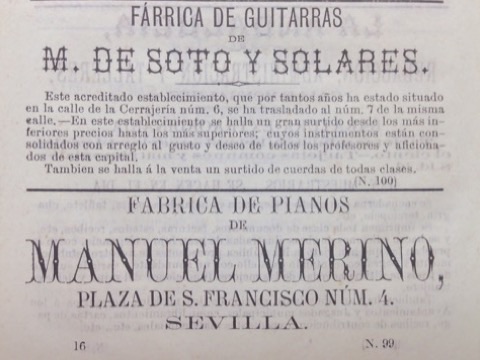 FÁRRICA DE GUITARRAS
DE
M. DE SOTO Y SOLARES.
Este acreditado establecimiento, que por tantos años ha estado situado
en la calle de la Cerrajería núm. 6, se ha trasladado al núm. 7 de la misma
calle.—En este establecimiento se halla un gran surtido desde los más in-
feriores precios hasta los más superiores; cuyos instrumentos están con-
solidados con arreglo al gusto y deseo de todos los profesores y aficiona-
dos de esta capital.
Tambien se halla á la venta un surtido de cuerdas de todas clases.
(N. 100)
FABRICA DE PIANOS
DE
MANUEL MERINO,
PLAZA DE S. FRANCISCO NÚM. 4.
SEVILLA.
16 N. 99